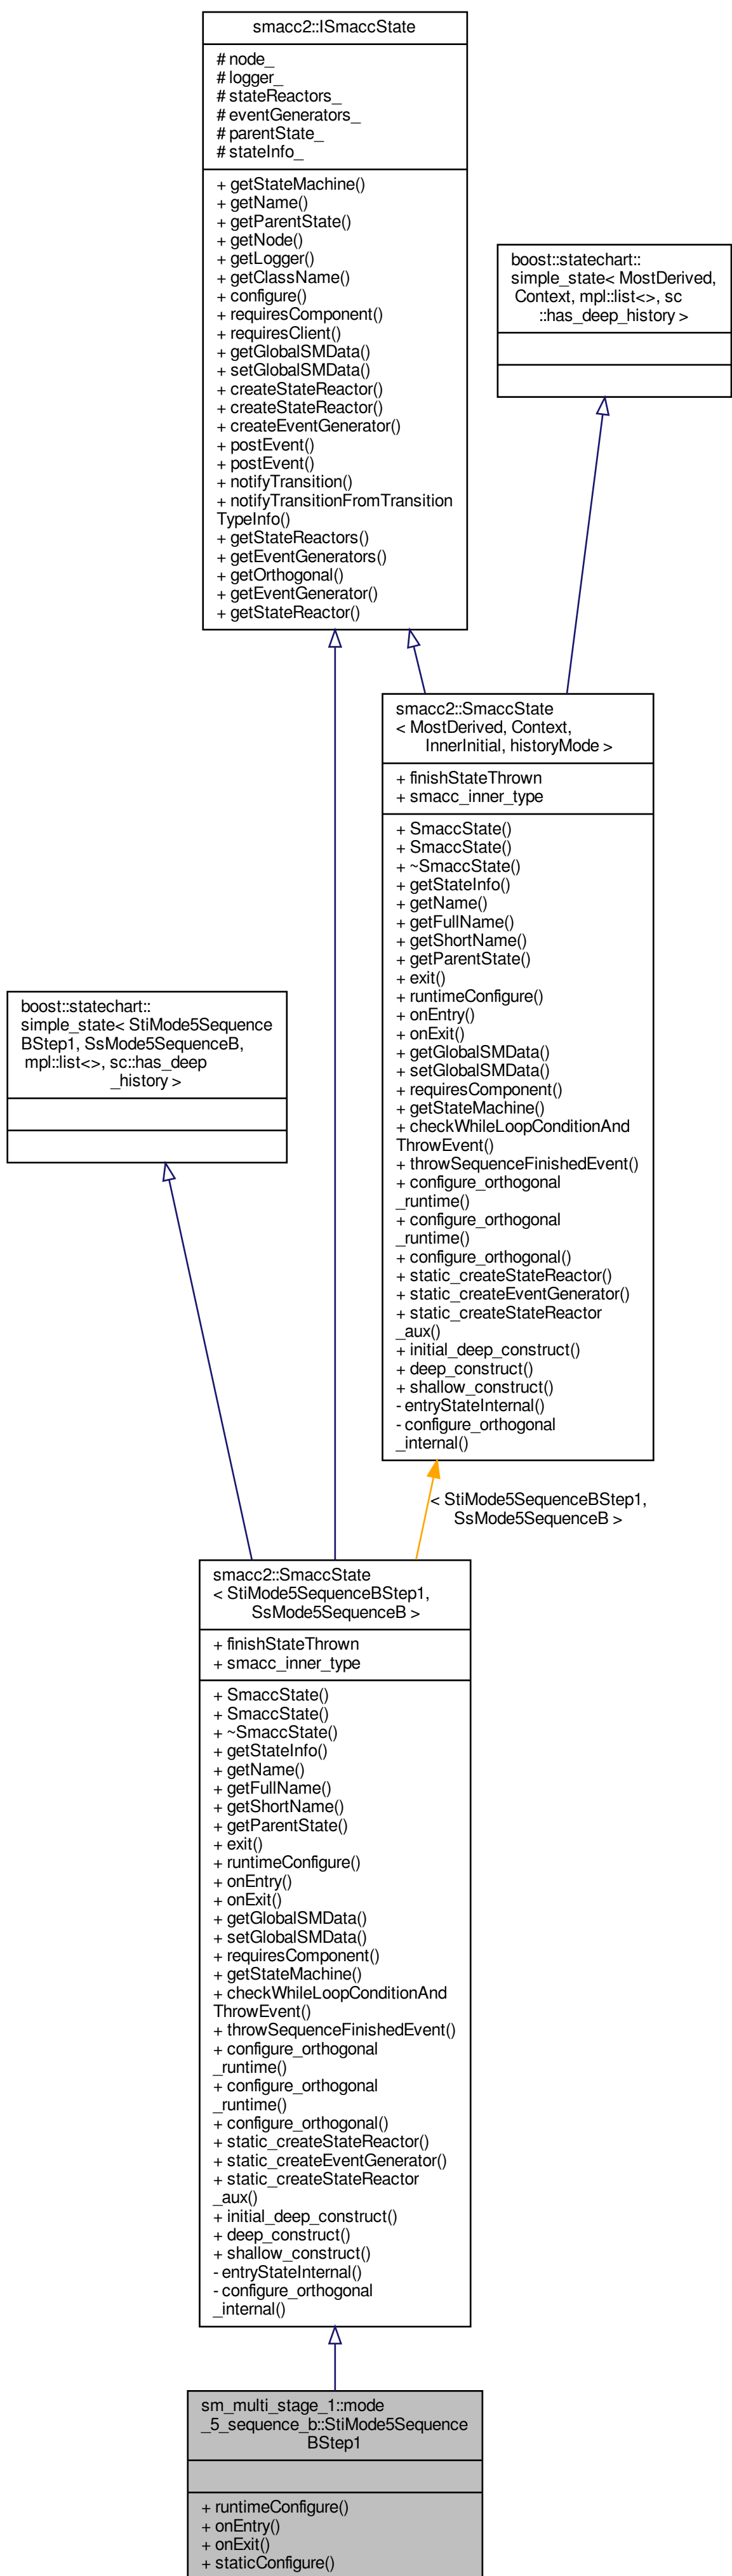 smacc2::ISmaccState
# node_
# logger_
# stateReactors_
# eventGenerators_
# parentState_
# stateInfo_
+ getStateMachine()
+ getName()
+ getParentState()
+ getNode()
+ getLogger()
+ getClassName()
+ configure()
+ requiresComponent()
+ requiresClient()
+ getGlobalSMData()
+ setGlobalSMData()
+ createStateReactor()
+ createStateReactor()
+ createEventGenerator()
+ postEvent()
+ postEvent()
+ notifyTransition()
+ notifyTransitionFromTransition
TypeInfo()
+ getStateReactors()
+ getEventGenerators()
+ getOrthogonal()
+ getEventGenerator()
+ getStateReactor()
boost::statechart::
simple_state< MostDerived,
Context, mpl::list<>, sc
::has_deep_history >
smacc2::SmaccState
< MostDerived, Context,
InnerInitial, historyMode >
+ finishStateThrown
+ smacc_inner_type
+ SmaccState()
+ SmaccState()
+ ~SmaccState()
+ getStateInfo()
+ getName()
+ getFullName()
+ getShortName()
+ getParentState()
+ exit()
+ runtimeConfigure()
+ onEntry()
+ onExit()
+ getGlobalSMData()
+ setGlobalSMData()
+ requiresComponent()
+ getStateMachine()
+ checkWhileLoopConditionAnd
ThrowEvent()
+ throwSequenceFinishedEvent()
+ configure_orthogonal
_runtime()
+ configure_orthogonal
_runtime()
+ configure_orthogonal()
+ static_createStateReactor()
+ static_createEventGenerator()
+ static_createStateReactor
_aux()
+ initial_deep_construct()
+ deep_construct()
+ shallow_construct()
- entryStateInternal()
- configure_orthogonal
_internal()
boost::statechart::
simple_state< StiMode5Sequence
BStep1, SsMode5SequenceB,
mpl::list<>, sc::has_deep
_history >
< StiMode5SequenceBStep1,
SsMode5SequenceB >
smacc2::SmaccState
< StiMode5SequenceBStep1,
SsMode5SequenceB >
+ finishStateThrown
+ smacc_inner_type
+ SmaccState()
+ SmaccState()
+ ~SmaccState()
+ getStateInfo()
+ getName()
+ getFullName()
+ getShortName()
+ getParentState()
+ exit()
+ runtimeConfigure()
+ onEntry()
+ onExit()
+ getGlobalSMData()
+ setGlobalSMData()
+ requiresComponent()
+ getStateMachine()
+ checkWhileLoopConditionAnd
ThrowEvent()
+ throwSequenceFinishedEvent()
+ configure_orthogonal
_runtime()
+ configure_orthogonal
_runtime()
+ configure_orthogonal()
+ static_createStateReactor()
+ static_createEventGenerator()
+ static_createStateReactor
_aux()
+ initial_deep_construct()
+ deep_construct()
+ shallow_construct()
- entryStateInternal()
- configure_orthogonal
_internal()
sm_multi_stage_1::mode
_5_sequence_b::StiMode5Sequence
BStep1
+ runtimeConfigure()
+ onEntry()
+ onExit()
+ staticConfigure()